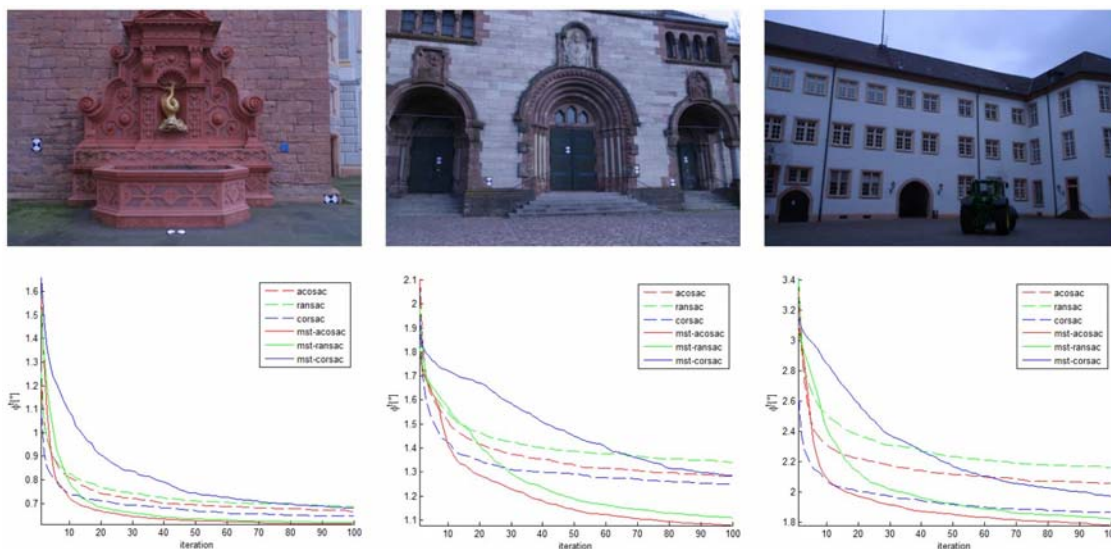 1.6
1.5
1.4
1.3
1.2
1.1
1
0.9
0.8
0.7
10 20 30 40 50 60 70 80 90 100
iteration
acosac
ransac
corsac
mst-acosac
mst-ransac
mst-corsac
2.1
2
1.9
1.8
1.7
1.6
1.5
1.4
1.3
1.2
1.1
10 20 30 40 50 60 70 80 90 100
iteration
acosac
ransac
corsac
mst-acosac
mst-ransac
mst-corsac
3.4
3.2
3
2.8
2.6
2.4
2.2
2
1.8
10 20 30 40 50 60 70 80 90 100
iteration
acosac
ransac
corsac
mst-acosac
mst-ransac
mst-corsac